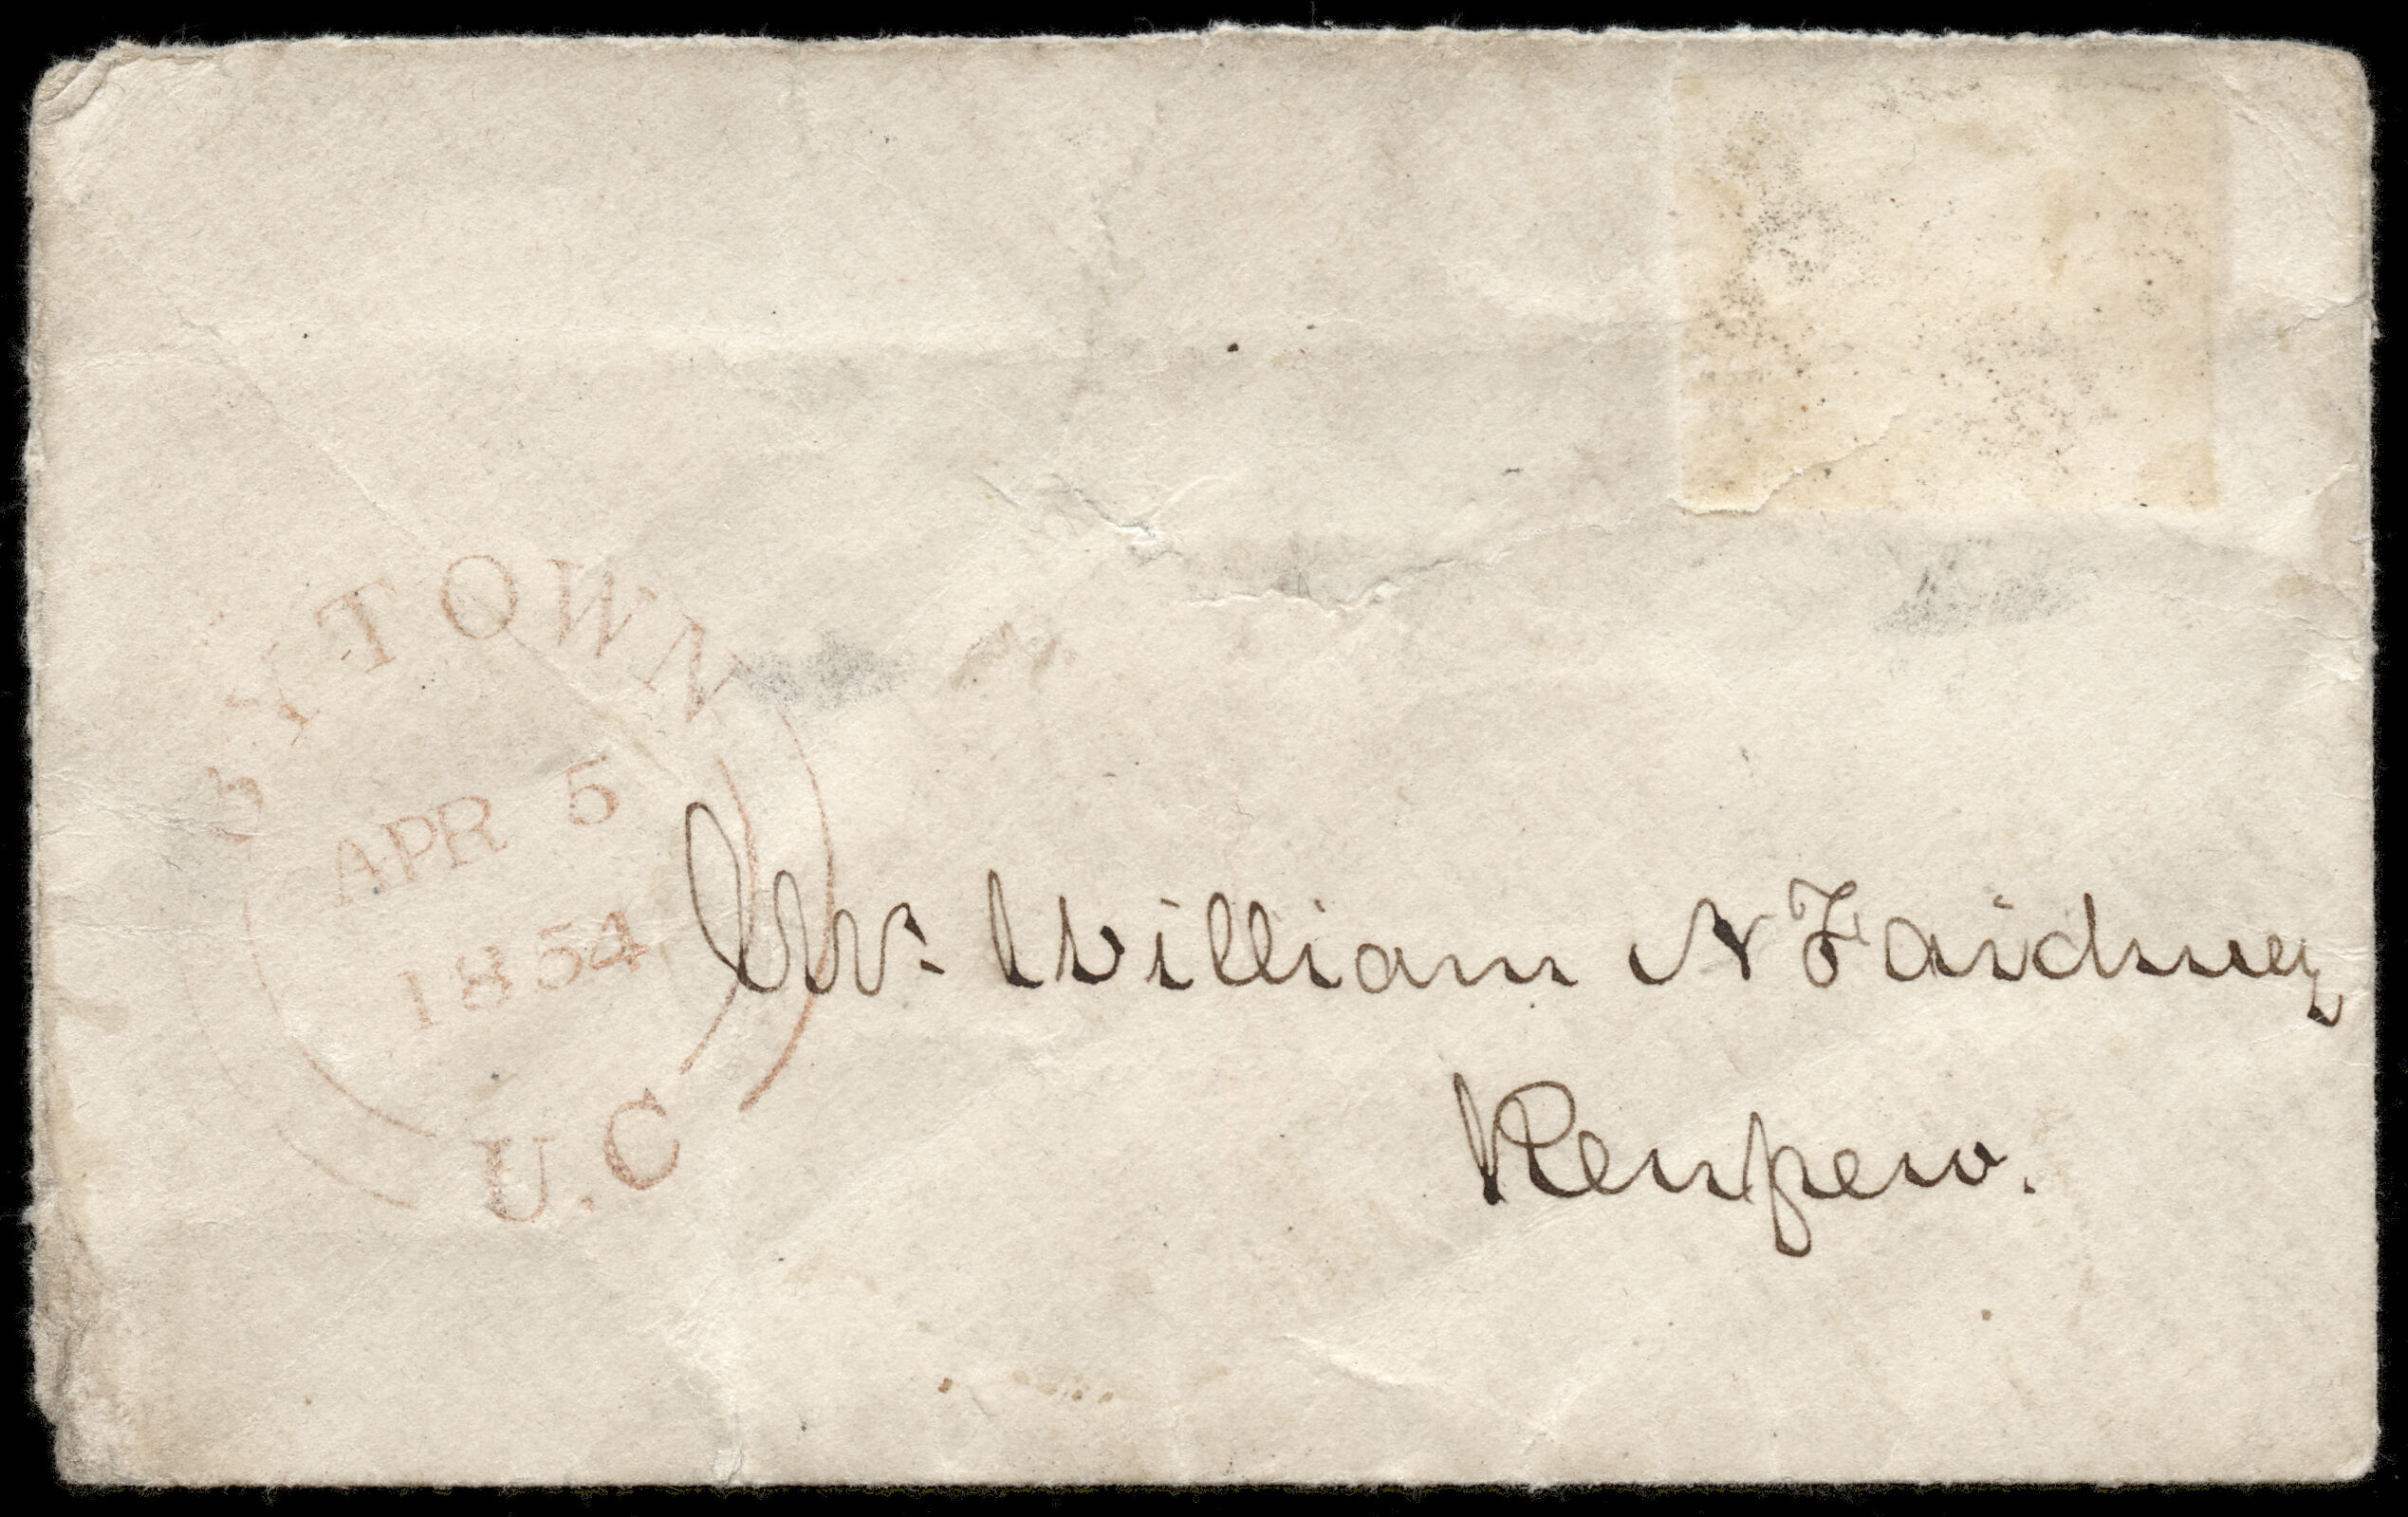 BYTOWN
APR 5
1854
U.C
Mr. William N Faichney
Renfrew.